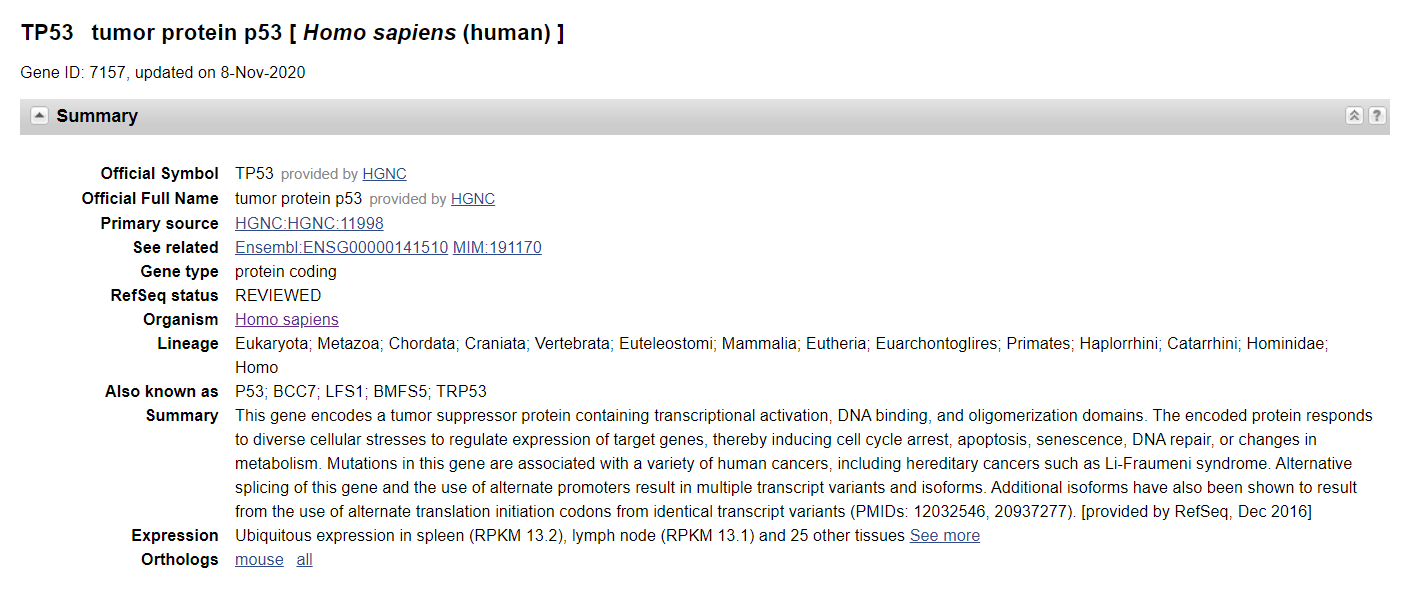 TP53 tumor protein p53 [ Homo sapiens (human) ]
Gene ID: 7157, updated on 8-Nov-2020
Summary
?
Official Symbol TP53 provided by HGNC
Official Full Name tumor protein p53 provided by HGNC
Primary source HGNC:HGNC:11998
See related Ensembl:ENSG00000141510 MIM:191170
Gene type protein coding
RefSeq status REVIEWED
Organism Homo sapiens
Lineage Eukaryota; Metazoa; Chordata; Craniata; Vertebrata; Euteleostomi; Mammalia; Eutheria; Euarchontoglires; Primates; Haplorrhini; Catarrhini; Hominidae;
Homo
Also known as P53; BCC7; LFS1; BMFS5; TRP53
Summary This gene encodes a tumor suppressor protein containing transcriptional activation, DNA binding, and oligomerization domains. The encoded protein responds
to diverse cellular stresses to regulate expression of target genes, thereby inducing cell cycle arrest, apoptosis, senescence, DNA repair, or changes in
metabolism. Mutations in this gene are associated with a variety of human cancers, including hereditary cancers such as Li-Fraumeni syndrome. Alternative
splicing of this gene and the use of alternate promoters result in multiple transcript variants and isoforms. Additional isoforms have also been shown to result
from the use of alternate translation initiation codons from identical transcript variants (PMIDs: 12032546, 20937277). [provided by RefSeq, Dec 2016]
Expression Ubiquitous expression in spleen (RPKM 13.2), lymph node (RPKM 13.1) and 25 other tissues See more
Orthologs mouse all